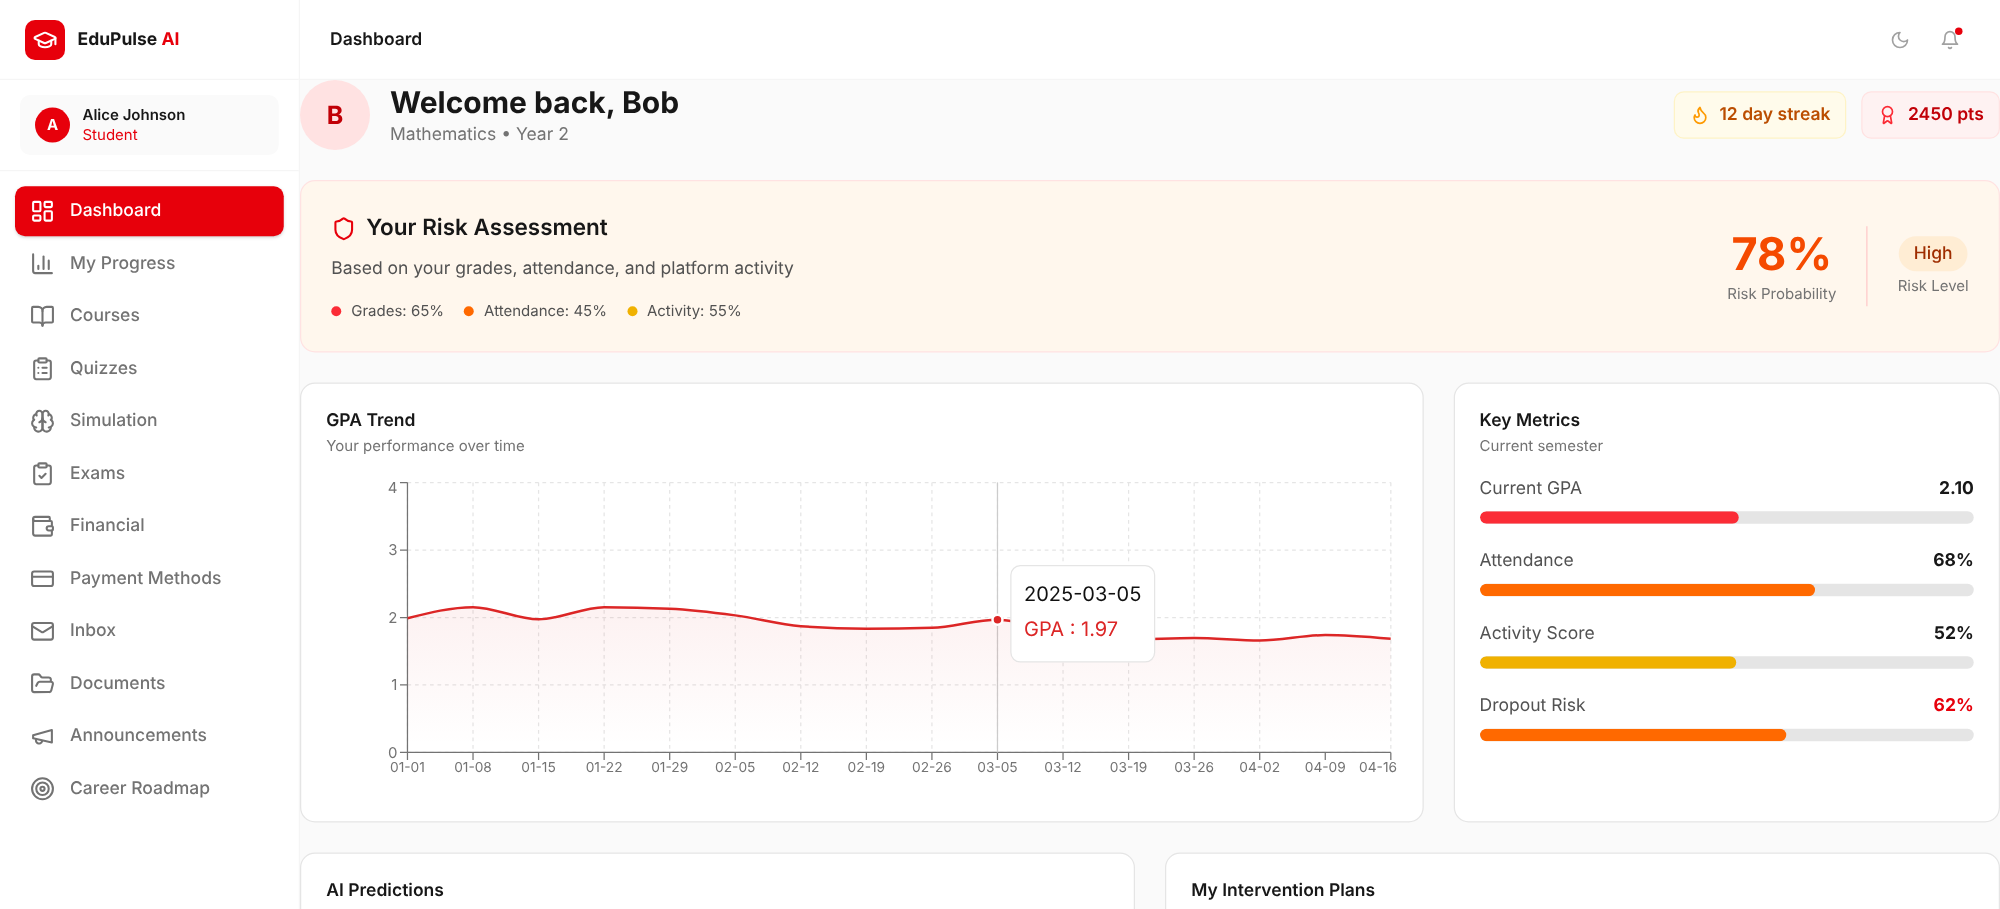 EduPulse AI
Dashboard
A
Alice Johnson
Student
Dashboard
My Progress
Courses
Quizzes
Simulation
Exams
Financial
Payment Methods
Inbox
Documents
Announcements
Career Roadmap
B
Welcome back, Bob
Mathematics • Year 2
12 day streak
2450 pts
Your Risk Assessment
Based on your grades, attendance, and platform activity
Grades: 65% Attendance: 45% Activity: 55%
78%
Risk Probability
High
Risk Level
GPA Trend
Your performance over time
4
3
2
1
0
01-01 01-08 01-15 01-22 01-29 02-05 02-12 02-19 02-26 03-05 03-12 03-19 03-26 04-02 04-09 04-16
2025-03-05
GPA : 1.97
Key Metrics
Current semester
Current GPA 2.10
Attendance 68%
Activity Score 52%
Dropout Risk 62%
AI Predictions
My Intervention Plans